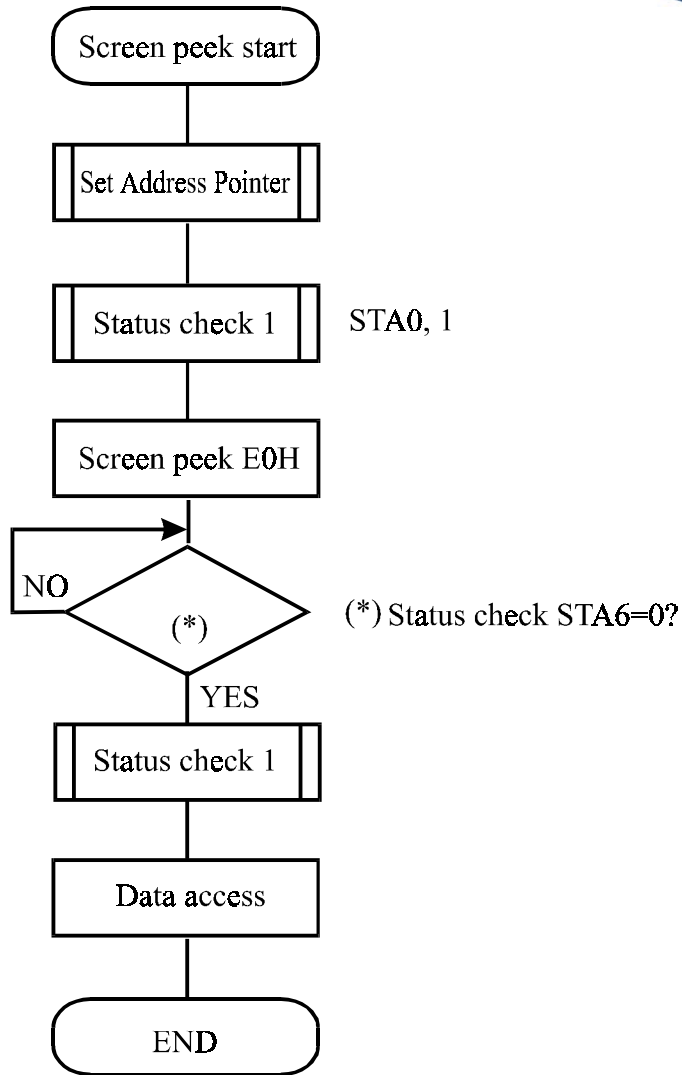 Screen peek start
Set Address Pointer
Status check 1
STA0, 1
Screen peek E0H
NO
(*)
(*) Status check STA6=0?
YES
Status check 1
Data access
END